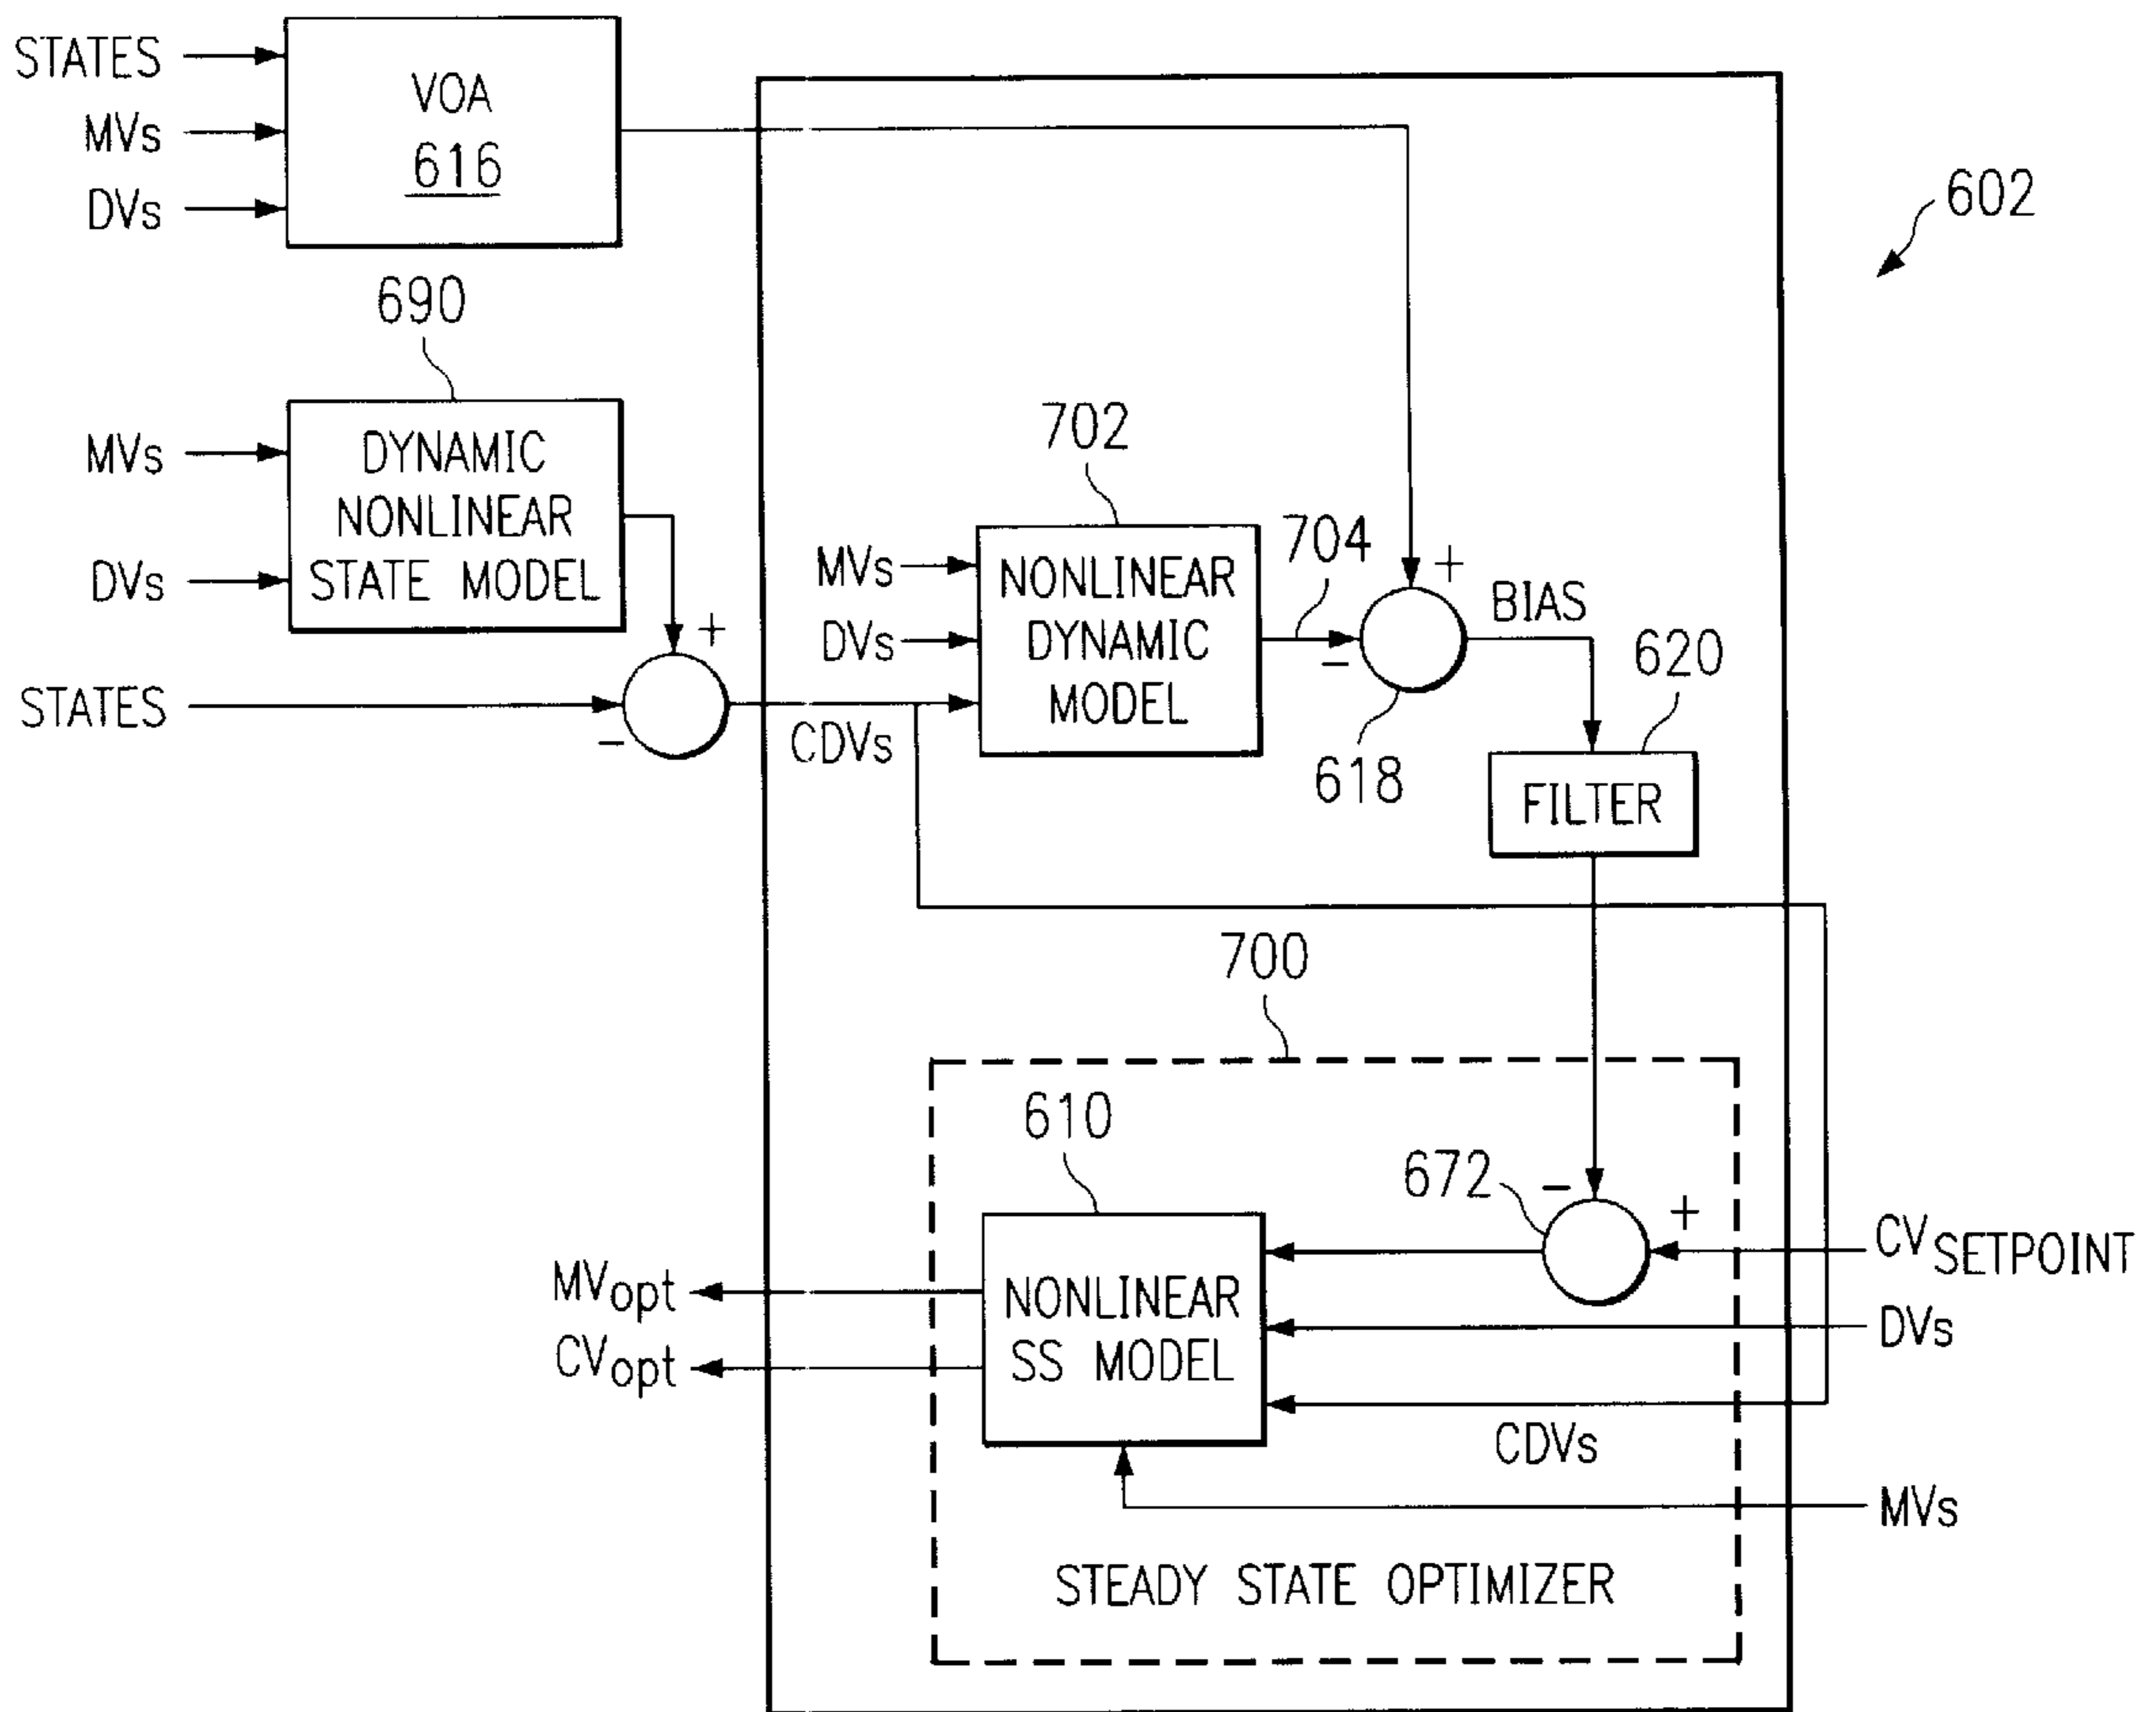 STATES
MVs
DVs
VOA
616
602
690
MVs
DVs
DYNAMIC
NONLINEAR
STATE MODEL
+
STATES
-
CDVs
702
MVs
DVs
NONLINEAR
DYNAMIC
MODEL
704
+
-
BIAS
618
620
FILTER
700
610
672
-
+
CVSETPOINT
MVopt
CVopt
NONLINEAR
SS MODEL
DVs
CDVs
MVs
STEADY STATE OPTIMIZER